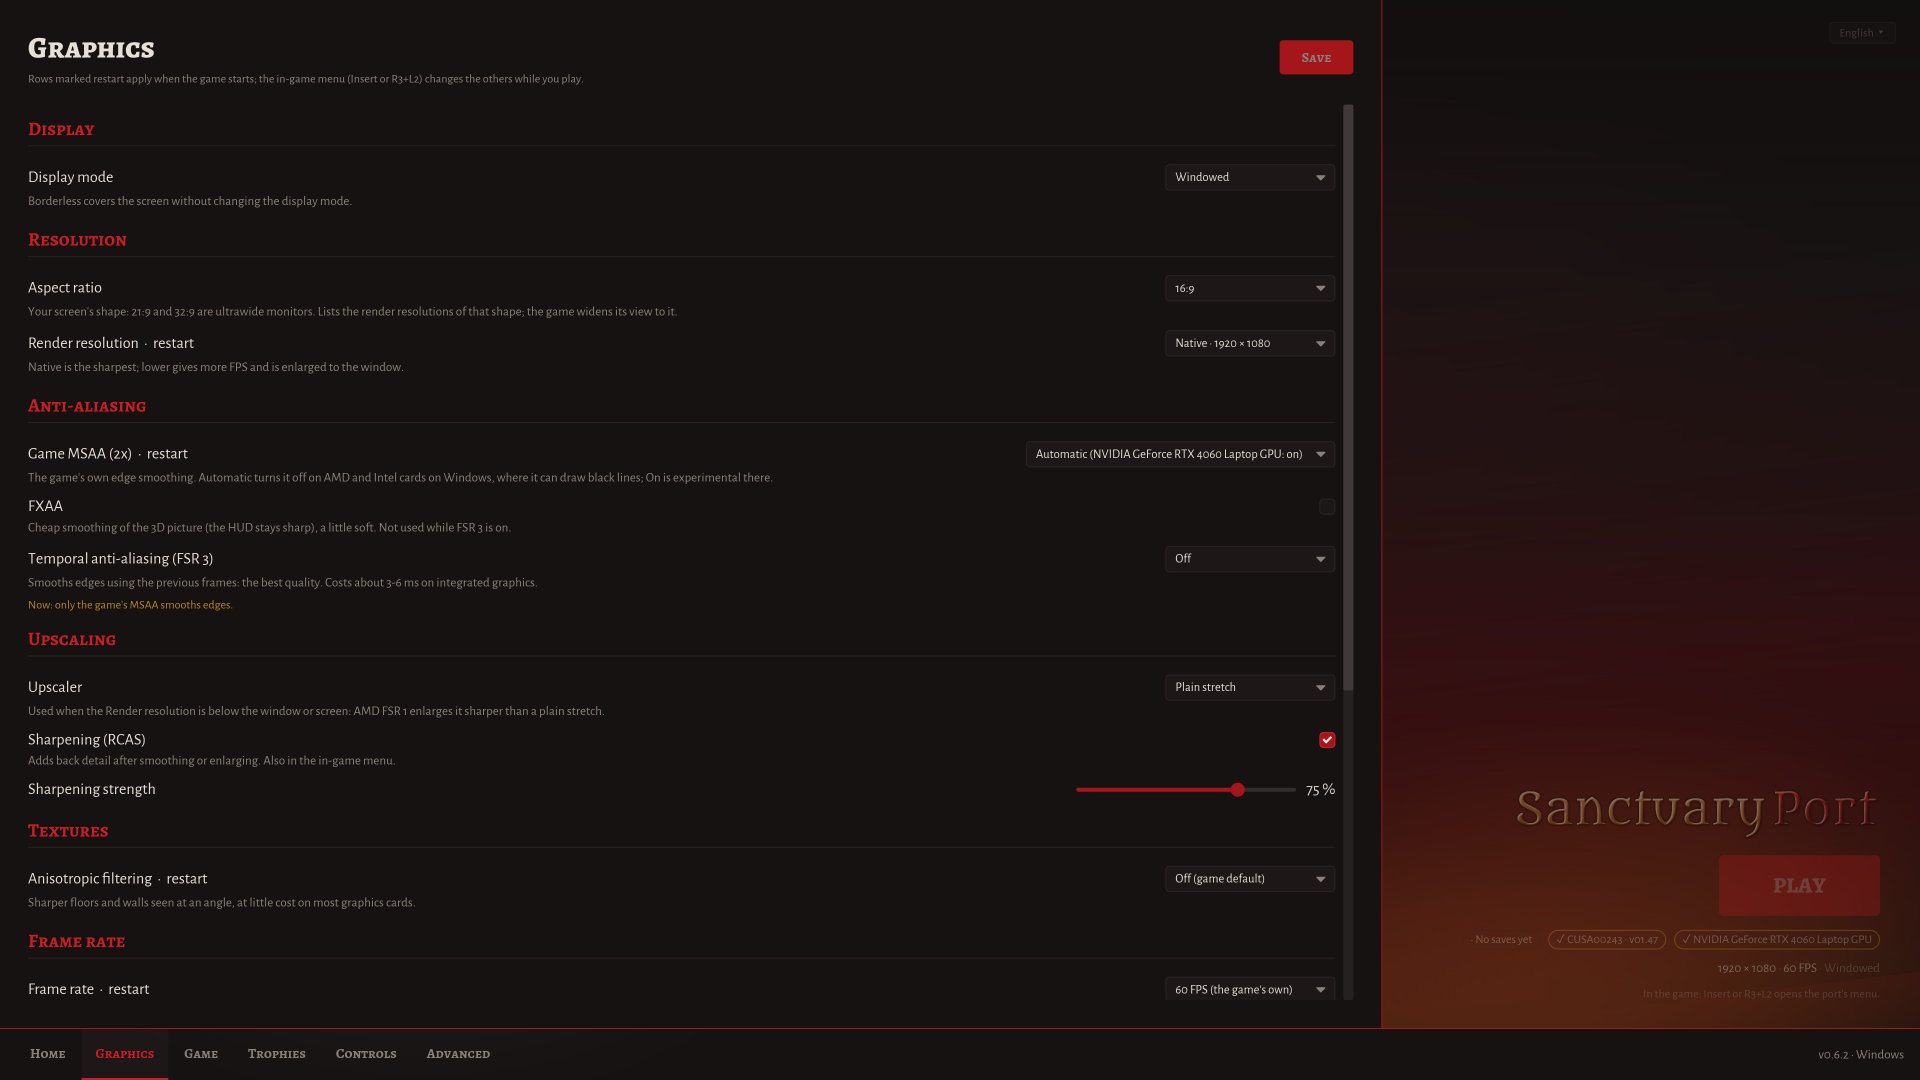 Graphics
Save
Rows marked restart apply when the game starts; the in-game menu (Insert or R3+L2) changes the others while you play.
English ▾
Display
Display mode
Windowed
Borderless covers the screen without changing the display mode.
Resolution
Aspect ratio
16:9
Your screen's shape: 21:9 and 32:9 are ultrawide monitors. Lists the render resolutions of that shape; the game widens its view to it.
Render resolution · restart
Native · 1920 × 1080
Native is the sharpest; lower gives more FPS and is enlarged to the window.
Anti-aliasing
Game MSAA (2x) · restart
Automatic (NVIDIA GeForce RTX 4060 Laptop GPU: on)
The game's own edge smoothing. Automatic turns it off on AMD and Intel cards on Windows, where it can draw black lines; On is experimental there.
FXAA
Cheap smoothing of the 3D picture (the HUD stays sharp), a little soft. Not used while FSR 3 is on.
Temporal anti-aliasing (FSR 3)
Off
Smooths edges using the previous frames: the best quality. Costs about 3-6 ms on integrated graphics.
Now: only the game's MSAA smooths edges.
Upscaling
Upscaler
Plain stretch
Used when the Render resolution is below the window or screen: AMD FSR 1 enlarges it sharper than a plain stretch.
Sharpening (RCAS)
Adds back detail after smoothing or enlarging. Also in the in-game menu.
Sharpening strength
75 %
Textures
Anisotropic filtering · restart
Off (game default)
Sharper floors and walls seen at an angle, at little cost on most graphics cards.
Frame rate
Frame rate · restart
60 FPS (the game's own)
Sanctuary Port
PLAY
· No saves yet
✓ CUSA00243 · v01.47
✓ NVIDIA GeForce RTX 4060 Laptop GPU
1920 × 1080 · 60 FPS · Windowed
In the game: Insert or R3+L2 opens the port's menu.
Home
Graphics
Game
Trophies
Controls
Advanced
v0.6.2 · Windows